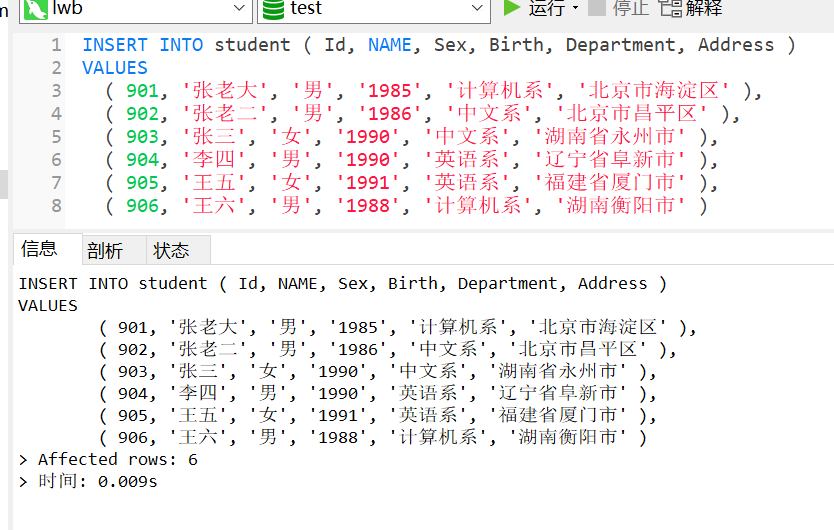 lwb test 运行 停止 解释
1 INSERT INTO student ( Id, NAME, Sex, Birth, Department, Address )
2 VALUES
3 ( 901, '张老大', '男', '1985', '计算机系', '北京市海淀区' ),
4 ( 902, '张老二', '男', '1986', '中文系', '北京市昌平区' ),
5 ( 903, '张三', '女', '1990', '中文系', '湖南省永州市' ),
6 ( 904, '李四', '男', '1990', '英语系', '辽宁省阜新市' ),
7 ( 905, '王五', '女', '1991', '英语系', '福建省厦门市' ),
8 ( 906, '王六', '男', '1988', '计算机系', '湖南衡阳市' )
信息 剖析 状态
INSERT INTO student ( Id, NAME, Sex, Birth, Department, Address )
VALUES
( 901, '张老大', '男', '1985', '计算机系', '北京市海淀区' ),
( 902, '张老二', '男', '1986', '中文系', '北京市昌平区' ),
( 903, '张三', '女', '1990', '中文系', '湖南省永州市' ),
( 904, '李四', '男', '1990', '英语系', '辽宁省阜新市' ),
( 905, '王五', '女', '1991', '英语系', '福建省厦门市' ),
( 906, '王六', '男', '1988', '计算机系', '湖南衡阳市' )
> Affected rows: 6
> 时间: 0.009s